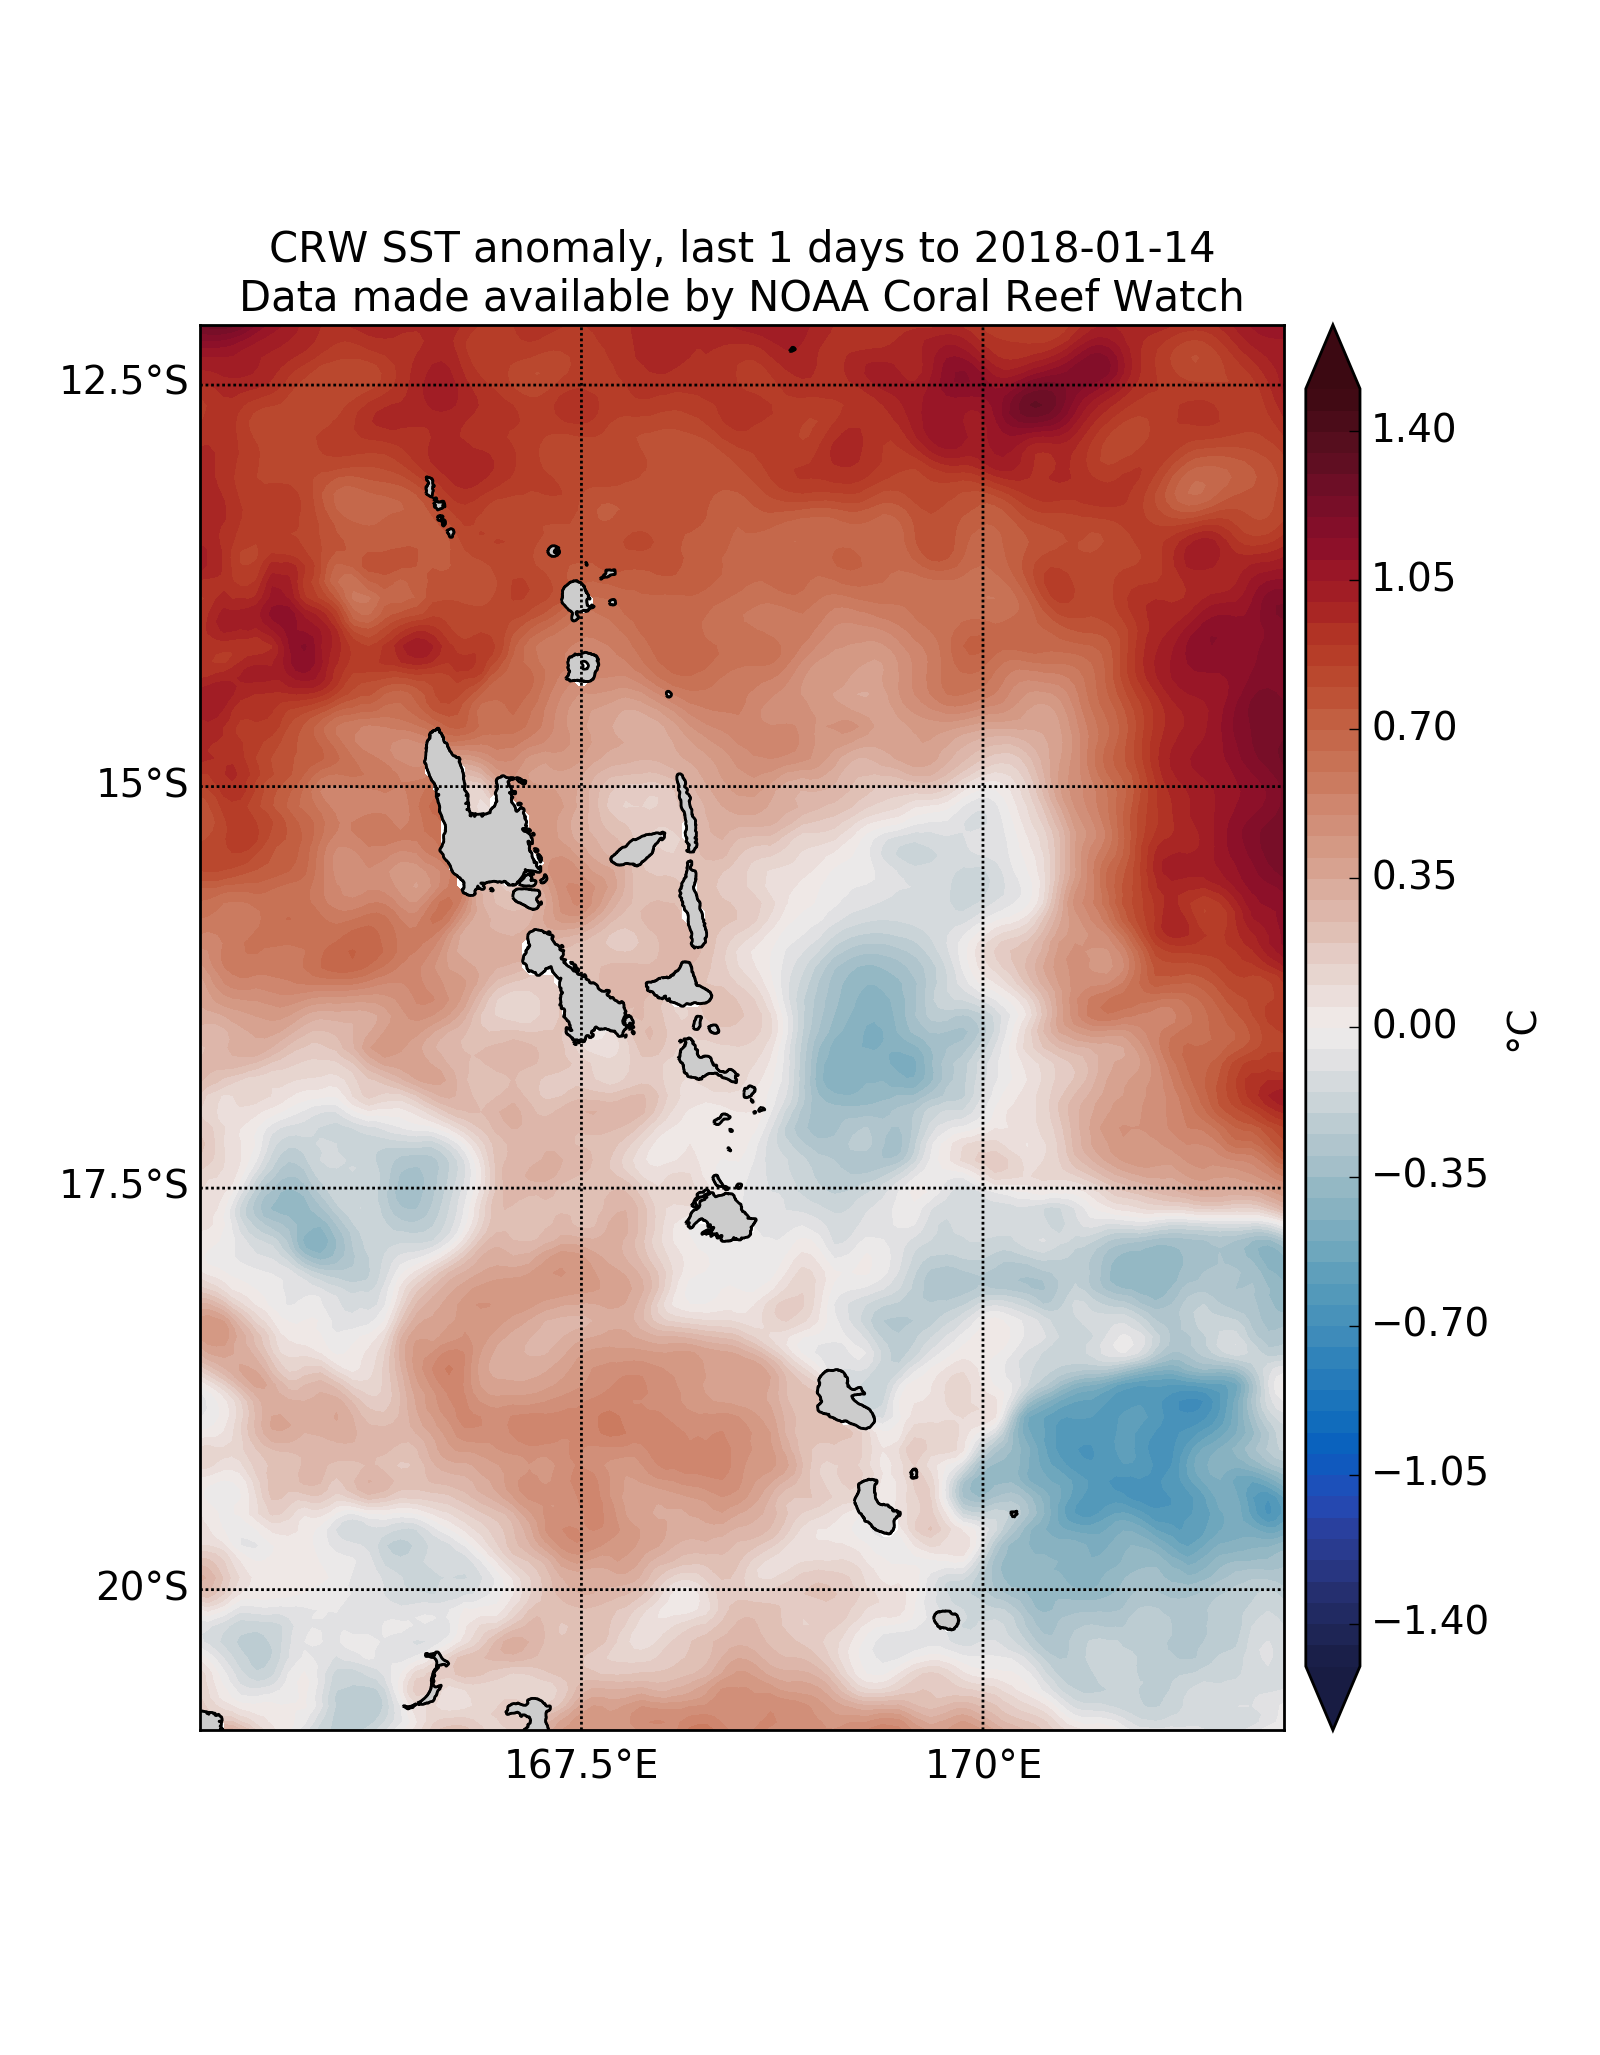 CRW SST anomaly, last 1 days to 2018-01-14
Data made available by NOAA Coral Reef Watch
12.5°S
15°S
17.5°S
20°S
167.5°E
170°E
1.40
1.05
0.70
0.35
0.00
−0.35
−0.70
−1.05
−1.40
°C